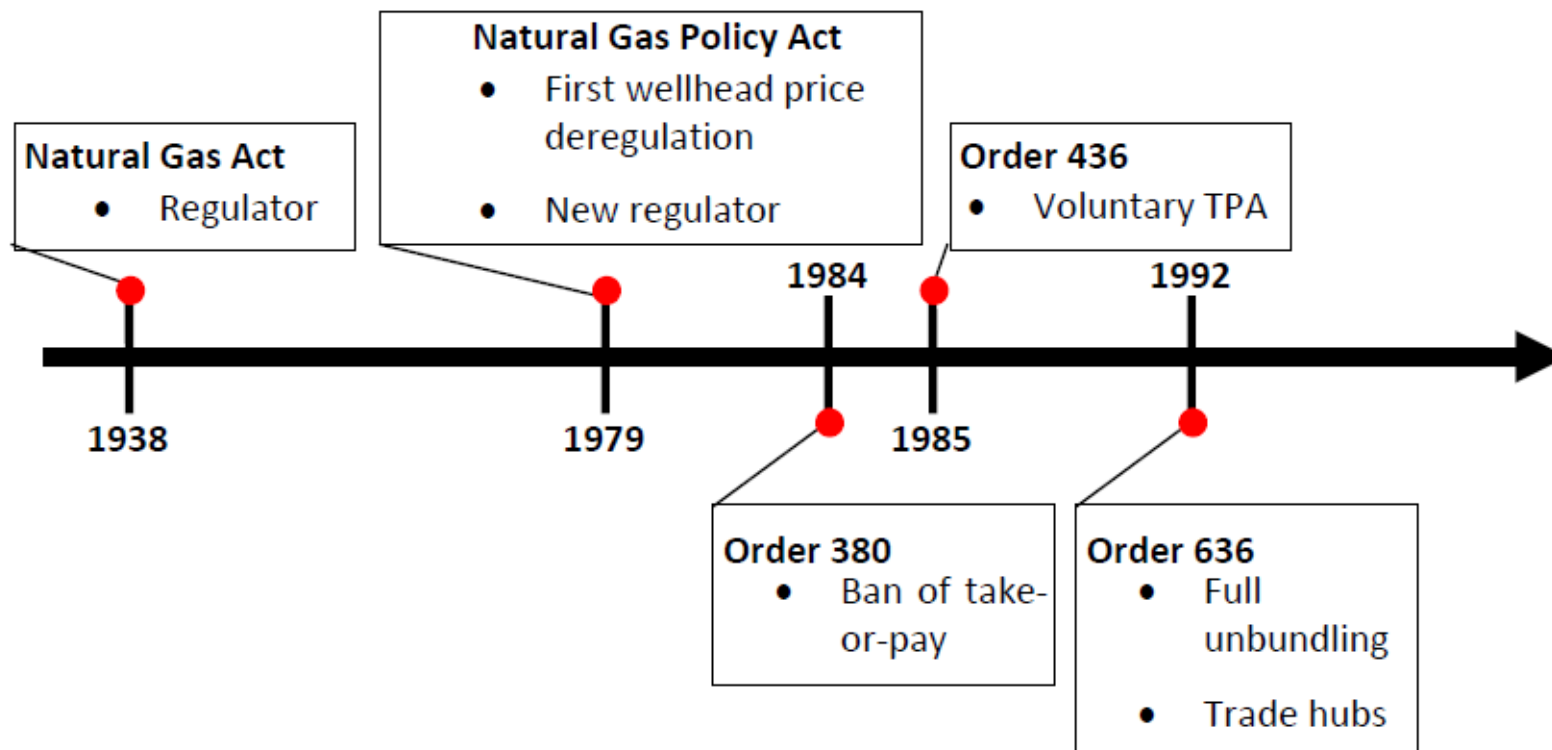 Natural Gas Policy Act
● First wellhead price
deregulation
● New regulator
Natural Gas Act
● Regulator
Order 436
● Voluntary TPA
1984
1992
1938
1979
1985
Order 380
● Ban of take-
or-pay
Order 636
● Full
unbundling
● Trade hubs